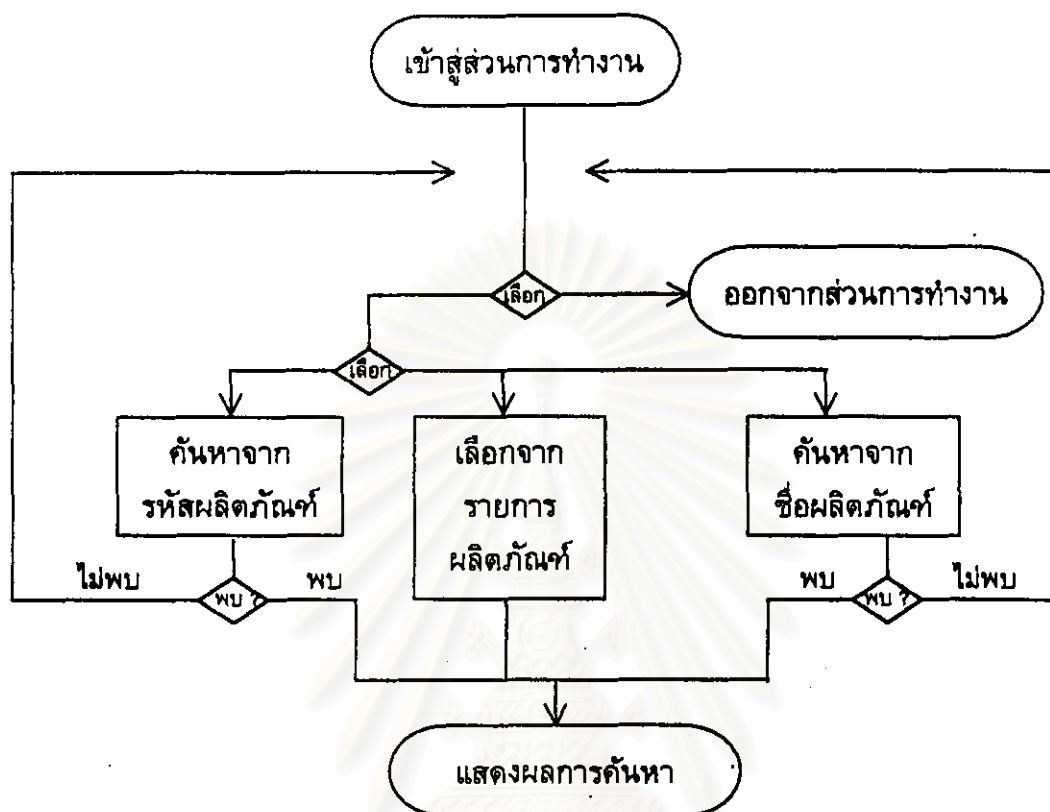 เข้าสู่ส่วนการทำงาน
เลือก
ออกจากส่วนการทำงาน
เลือก
ค้นหาจาก
รหัสผลิตภัณฑ์
เลือกจาก
รายการ
ผลิตภัณฑ์
ค้นหาจาก
ชื่อผลิตภัณฑ์
ไม่พบ
พบ ?
พบ
พบ
พบ ?
ไม่พบ
แสดงผลการค้นหา